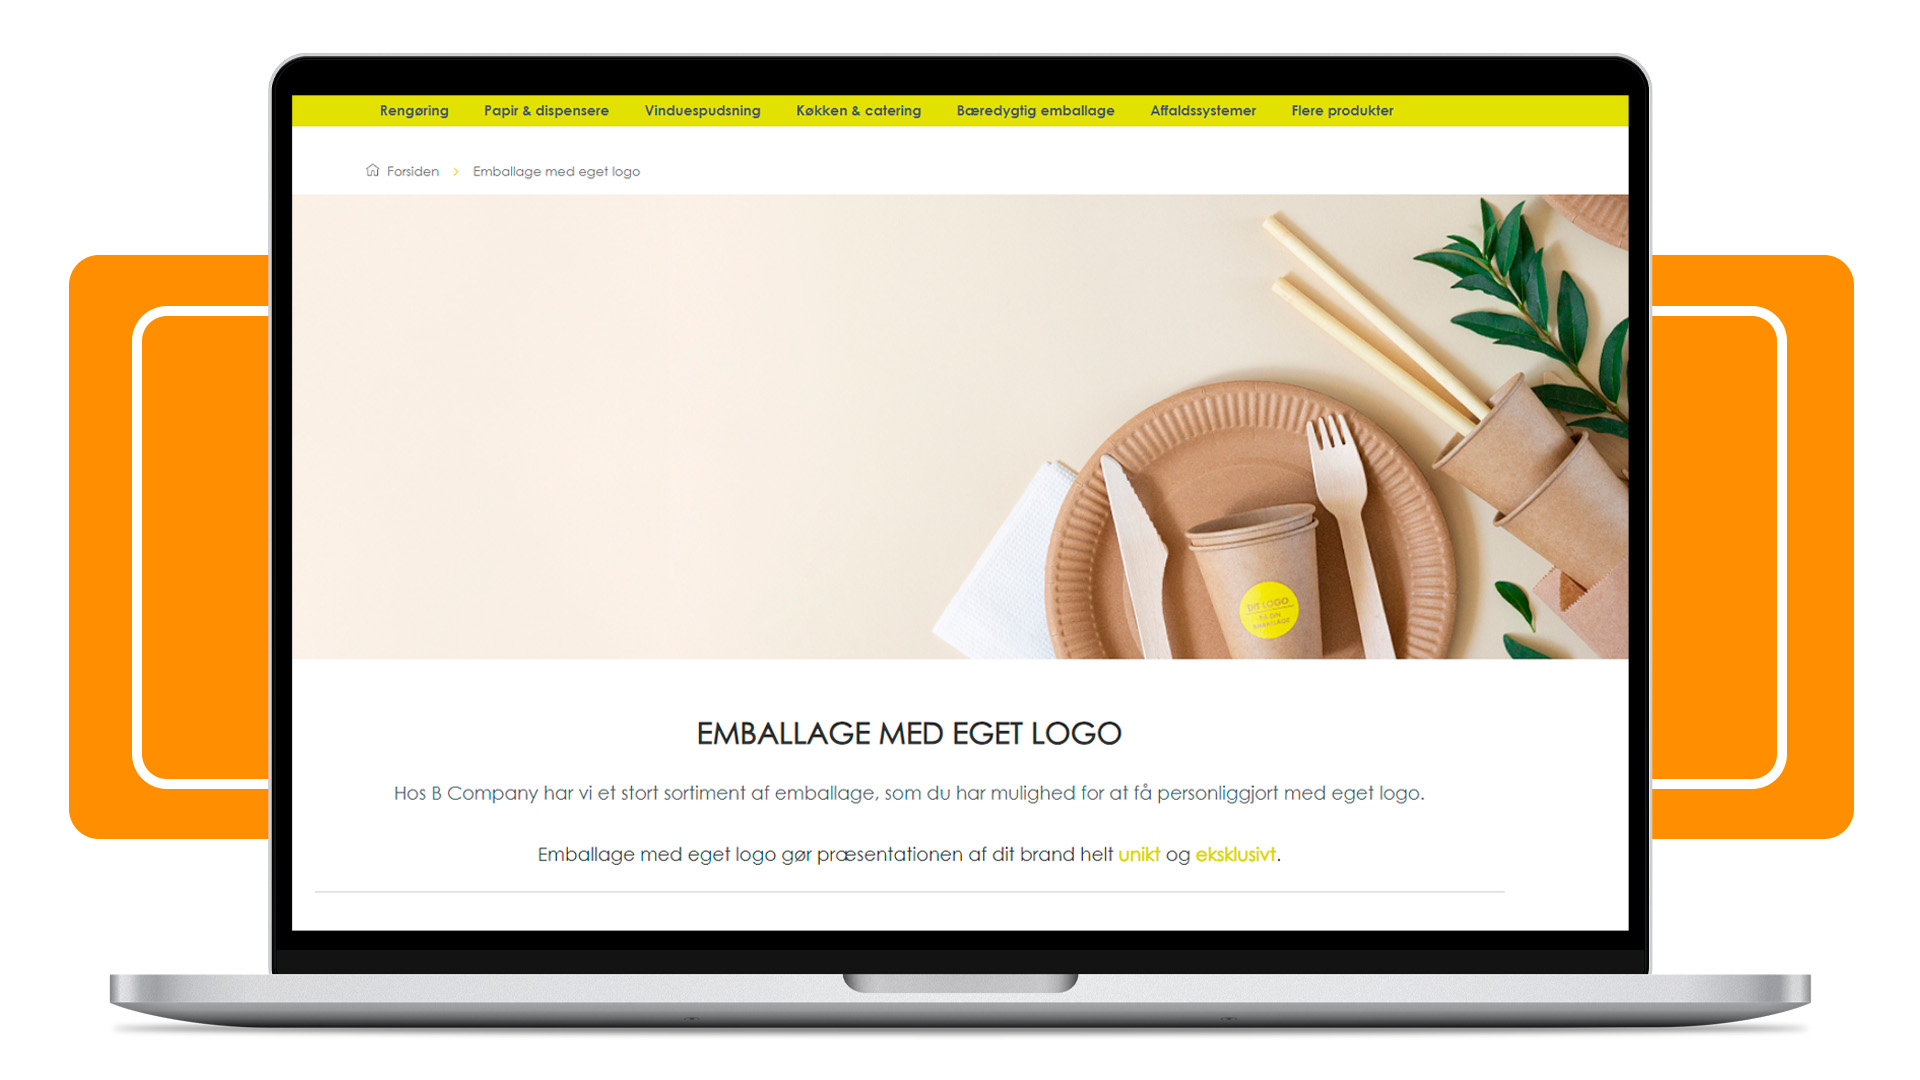 Rengøring Papir & dispensere Vinduespudsning Køkken & catering Bæredygtig emballage Affaldssystemer Flere produkter
Forsiden > Emballage med eget logo
DIT LOGO
EMBALLAGE
EMBALLAGE MED EGET LOGO
Hos B Company har vi et stort sortiment af emballage, som du har mulighed for at få personliggjort med eget logo.
Emballage med eget logo gør præsentationen af dit brand helt unikt og eksklusivt.